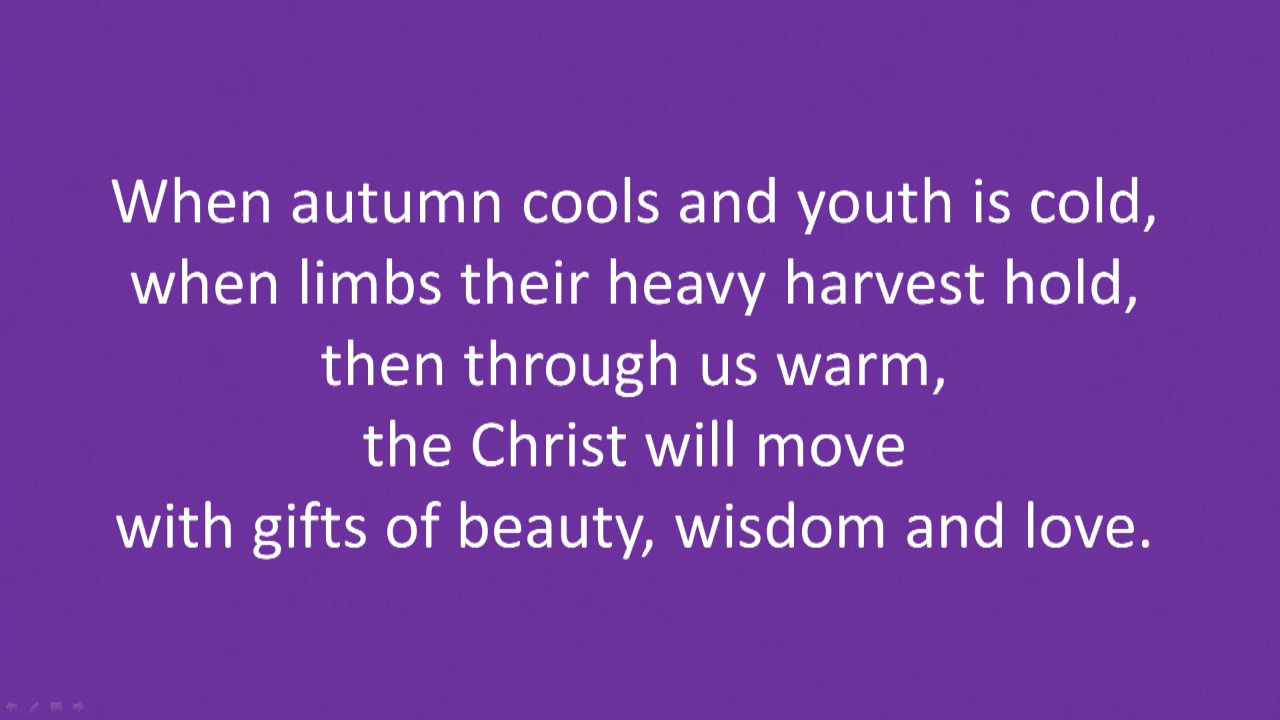 When autumn cools and youth is cold,
when limbs their heavy harvest hold,
then through us warm,
the Christ will move
with gifts of beauty, wisdom and love.